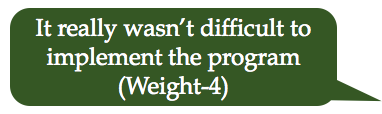 It really wasn’t difficult to
implement the program
(Weight-4)